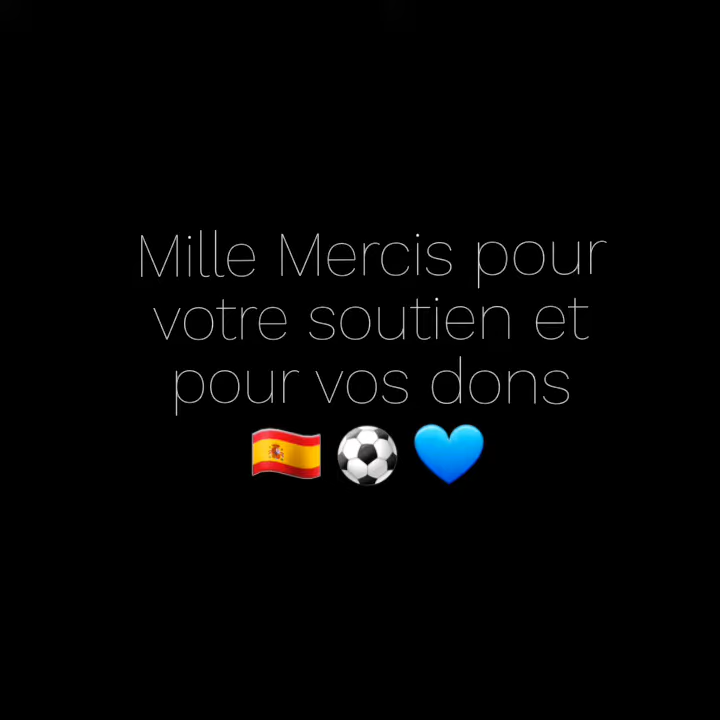 Mille Mercis pour
votre soutien et
pour vos dons
🇪🇸 ⚽ 💙